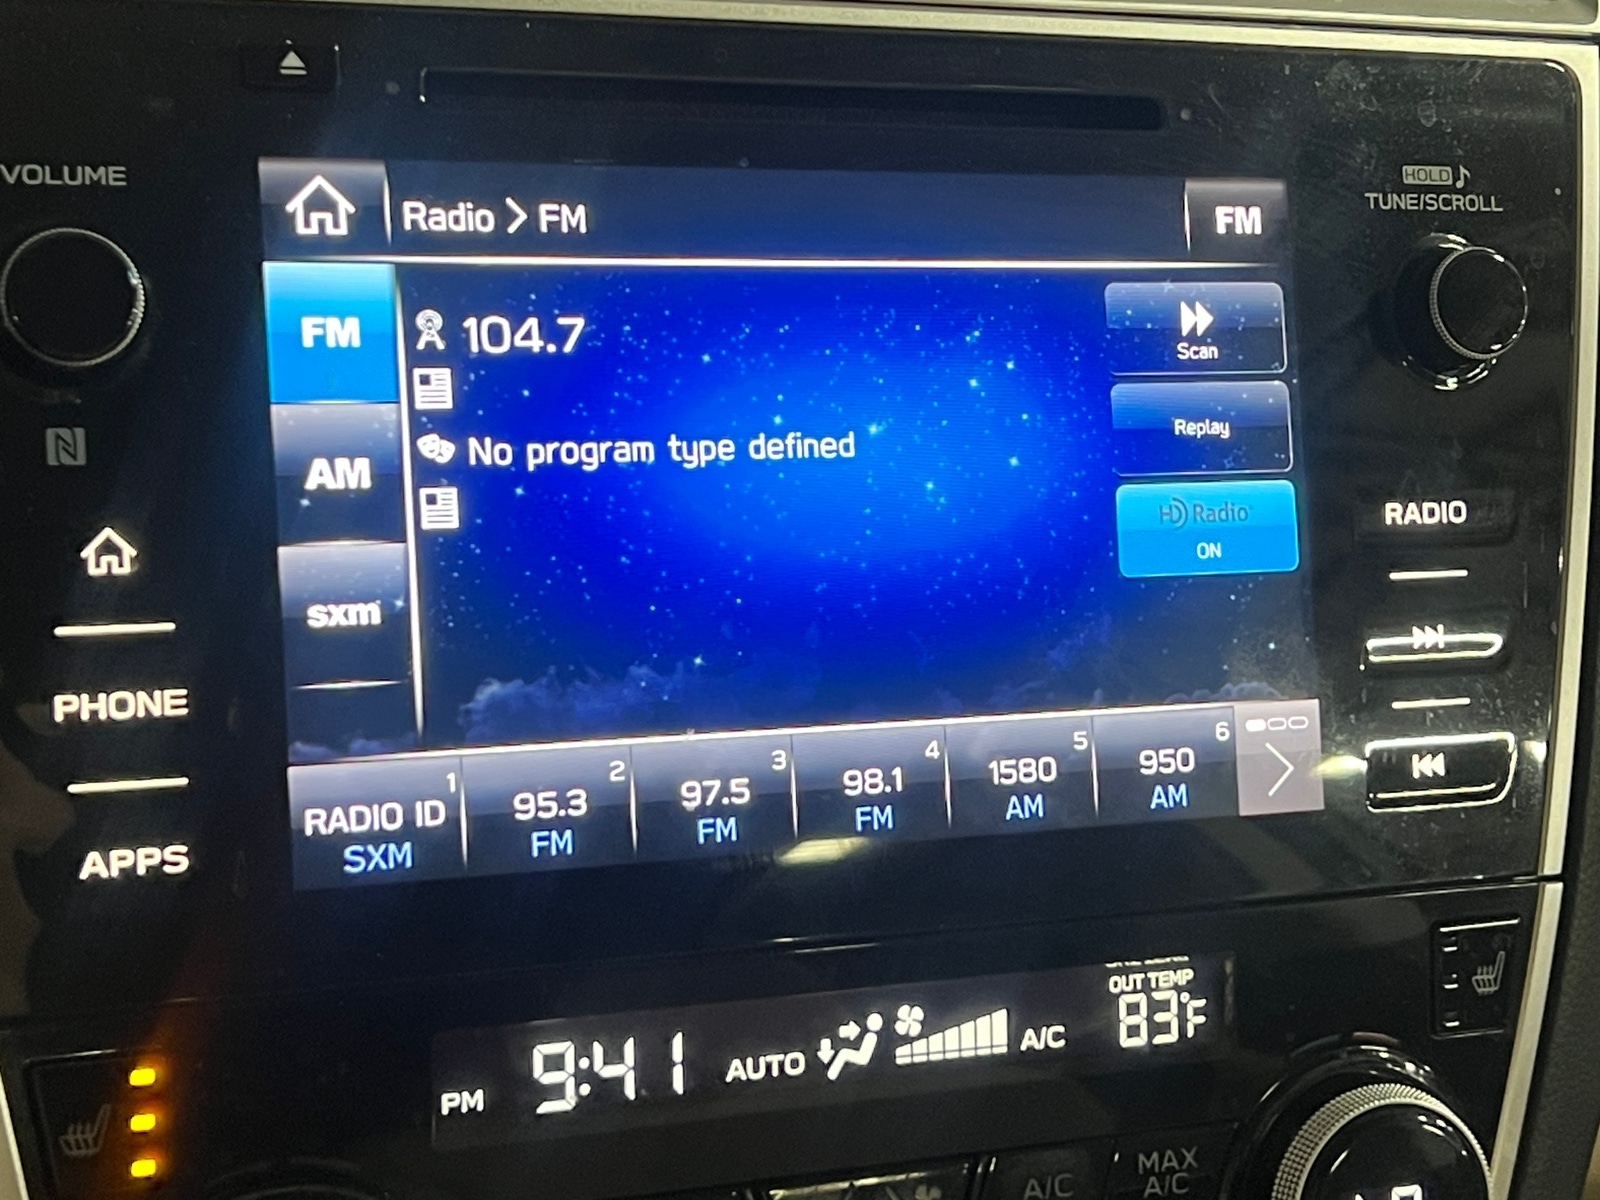 VOLUME
HOLD
TUNE/SCROLL
Radio > FM
FM
FM
104.7
Scan
AM
No program type defined
Replay
HD Radio
ON
sxm
RADIO
PHONE
APPS
1
RADIO ID
SXM
2
95.3
FM
3
97.5
FM
4
98.1
FM
5
1580
AM
6
950
AM
OUT TEMP
83°F
PM 9:41 AUTO A/C
A/C
MAX
A/C